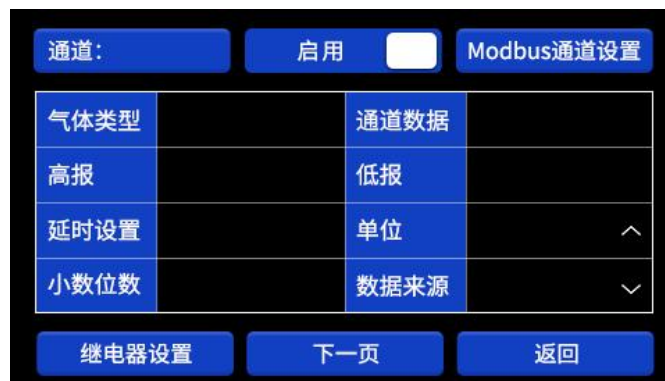 通道：
启用
Modbus通道设置
气体类型
通道数据
高报
低报
延时设置
单位
小数位数
数据来源
继电器设置
下一页
返回